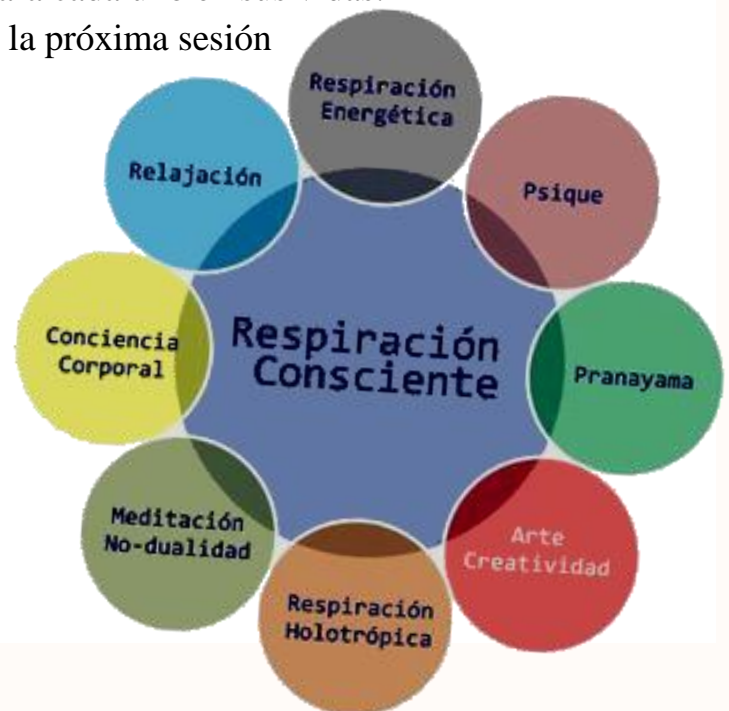 la próxima sesión
Respiración
Energética
Relajación
Psique
Conciencia
Corporal
Respiración
Consciente
Pranayama
Meditación
No-dualidad
Arte
Creatividad
Respiración
Holotrópica